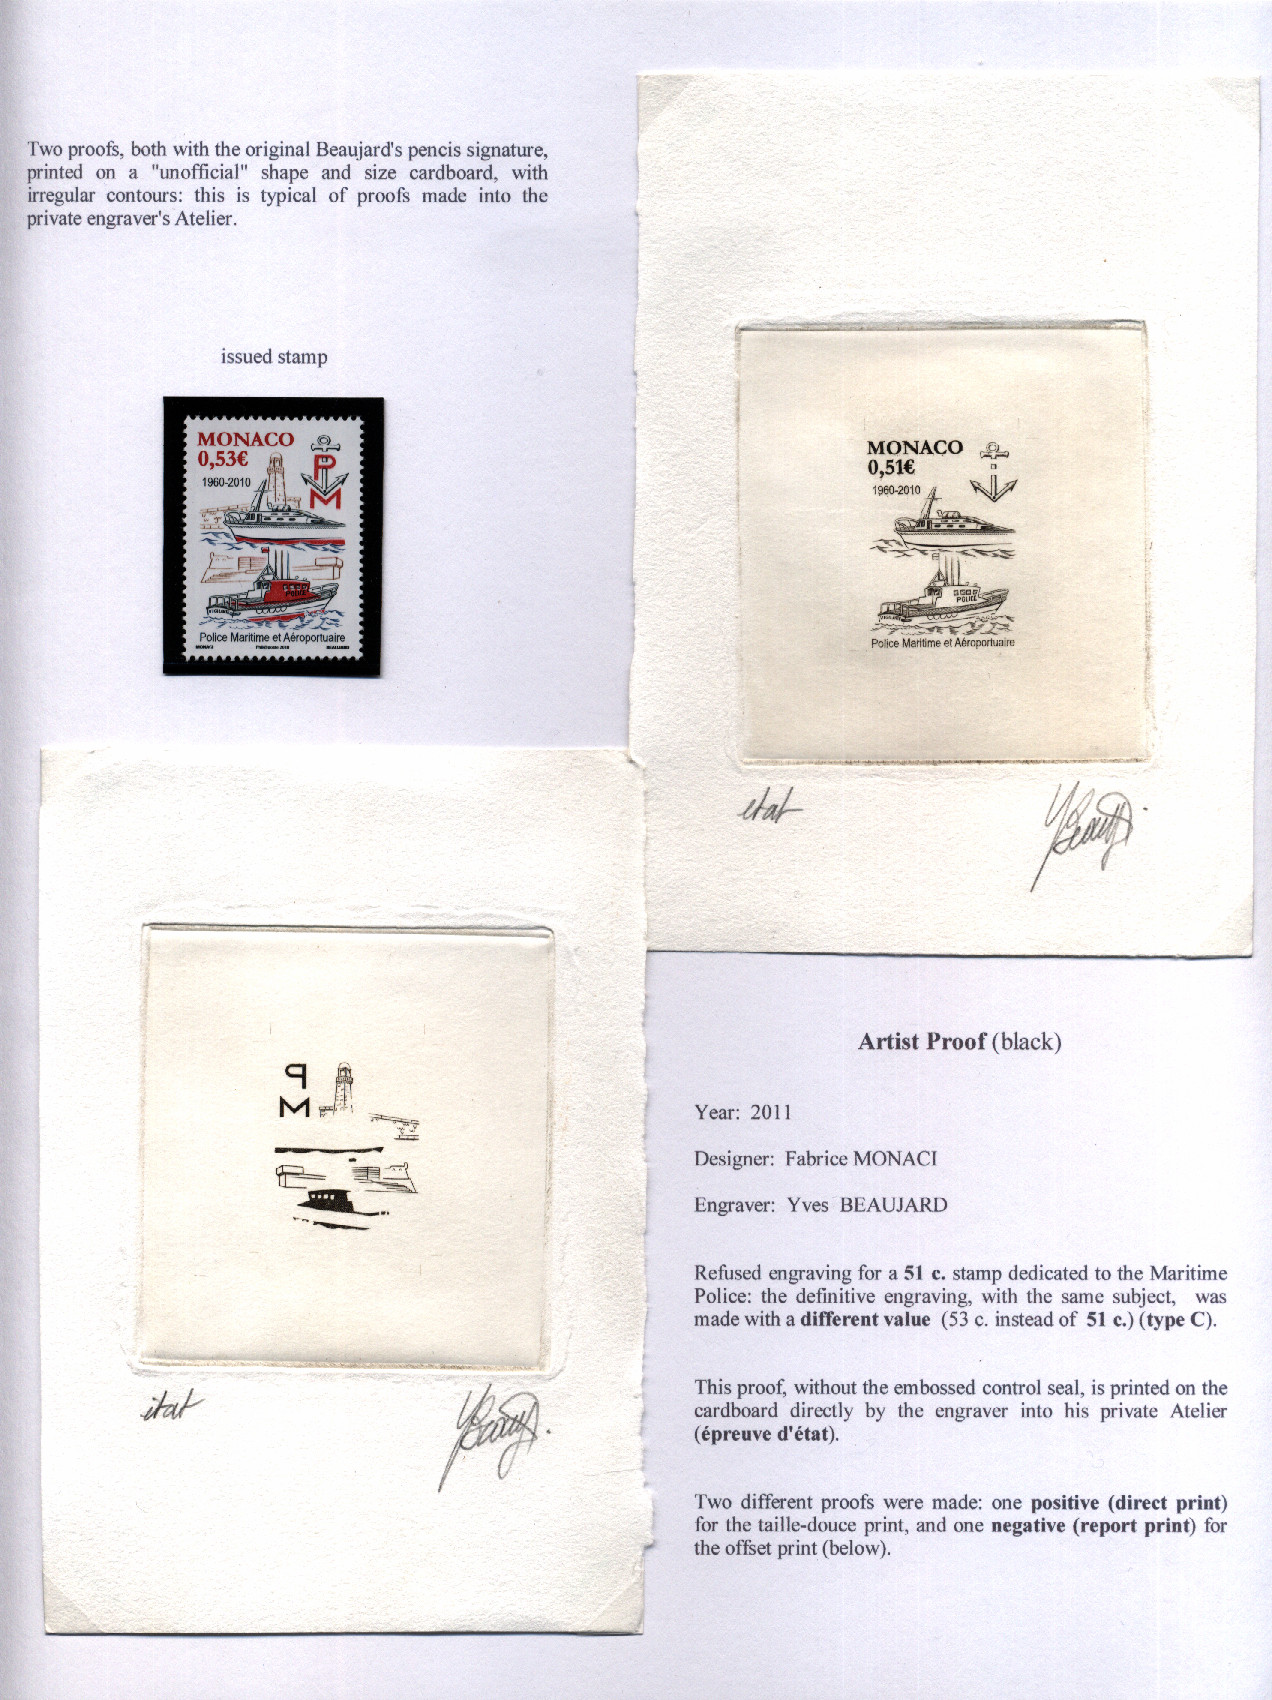 Two proofs, both with the original Beaujard's pencis signature,
printed on a "unofficial" shape and size cardboard, with
irregular contours: this is typical of proofs made into the
private engraver's Atelier.
issued stamp
MONACO
0,53€
1960-2010
P
M
POLICE
Police Maritime et Aéroportuaire
MONACI
BEAUJARD
MONACO
0,51€
1960-2010
POLICE
Police Maritime et Aéroportuaire
état
P
M
état
Artist Proof (black)
Year: 2011
Designer: Fabrice MONACI
Engraver: Yves BEAUJARD
Refused engraving for a 51 c. stamp dedicated to the Maritime
Police: the definitive engraving, with the same subject, was
made with a different value (53 c. instead of 51 c.) (type C).
This proof, without the embossed control seal, is printed on the
cardboard directly by the engraver into his private Atelier
(épreuve d'état).
Two different proofs were made: one positive (direct print)
for the taille-douce print, and one negative (report print) for
the offset print (below).